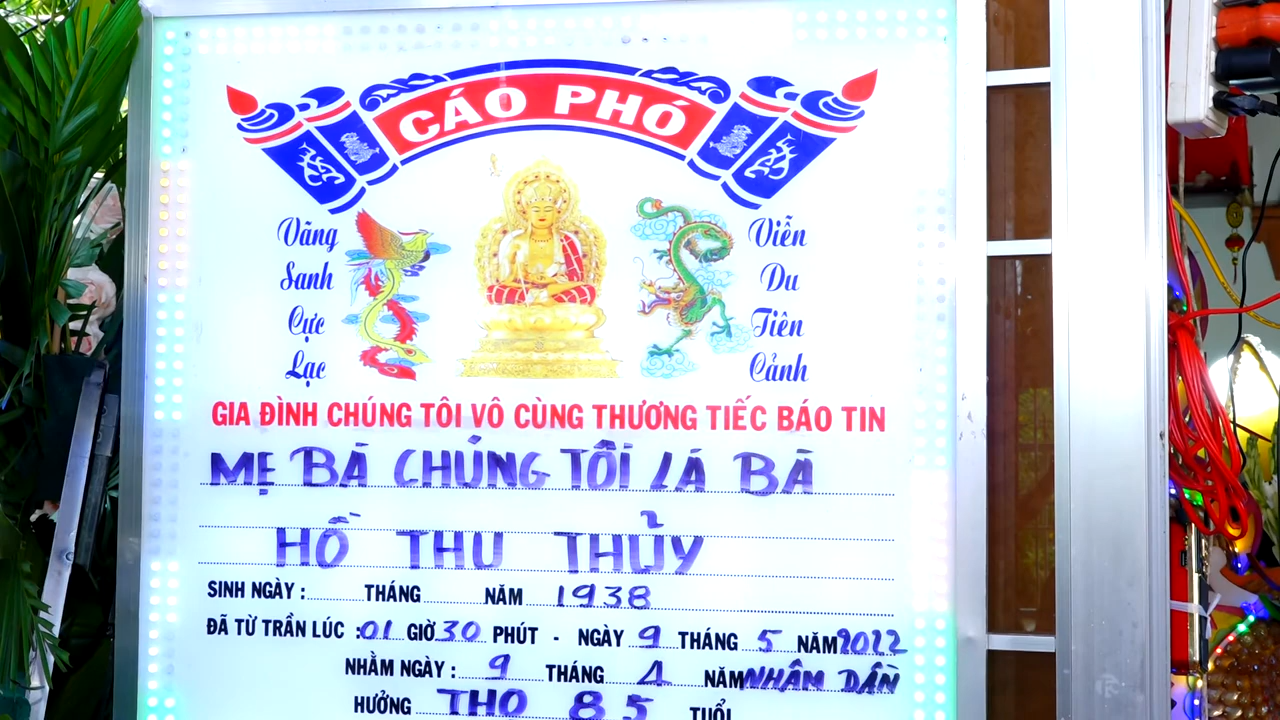 CÁO PHÓ
Vãng
Sanh
Cực
Lạc
Viễn
Du
Tiên
Cảnh
GIA ĐÌNH CHÚNG TÔI VÔ CÙNG THƯƠNG TIẾC BÁO TIN
MẸ BÀ CHÚNG TÔI LÀ BÀ
HỒ THU THỦY
SINH NGÀY : THÁNG NĂM 1938
ĐÃ TỪ TRẦN LÚC : 01 GIỜ 30 PHÚT - NGÀY 9 THÁNG 5 NĂM 2022
NHẰM NGÀY : 9 THÁNG 4 NĂM NHÂM DẦN
HƯỞNG THỌ 85 TUỔI